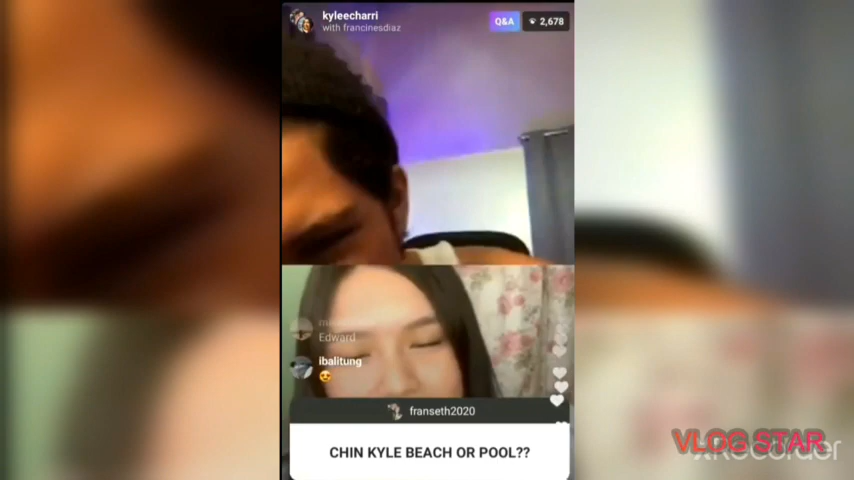 kyleecharri
with francinesdiaz
Q&A
2,678
Edward
ibalitung
franseth2020
CHIN KYLE BEACH OR POOL??
VLOG STAR
XRecorder